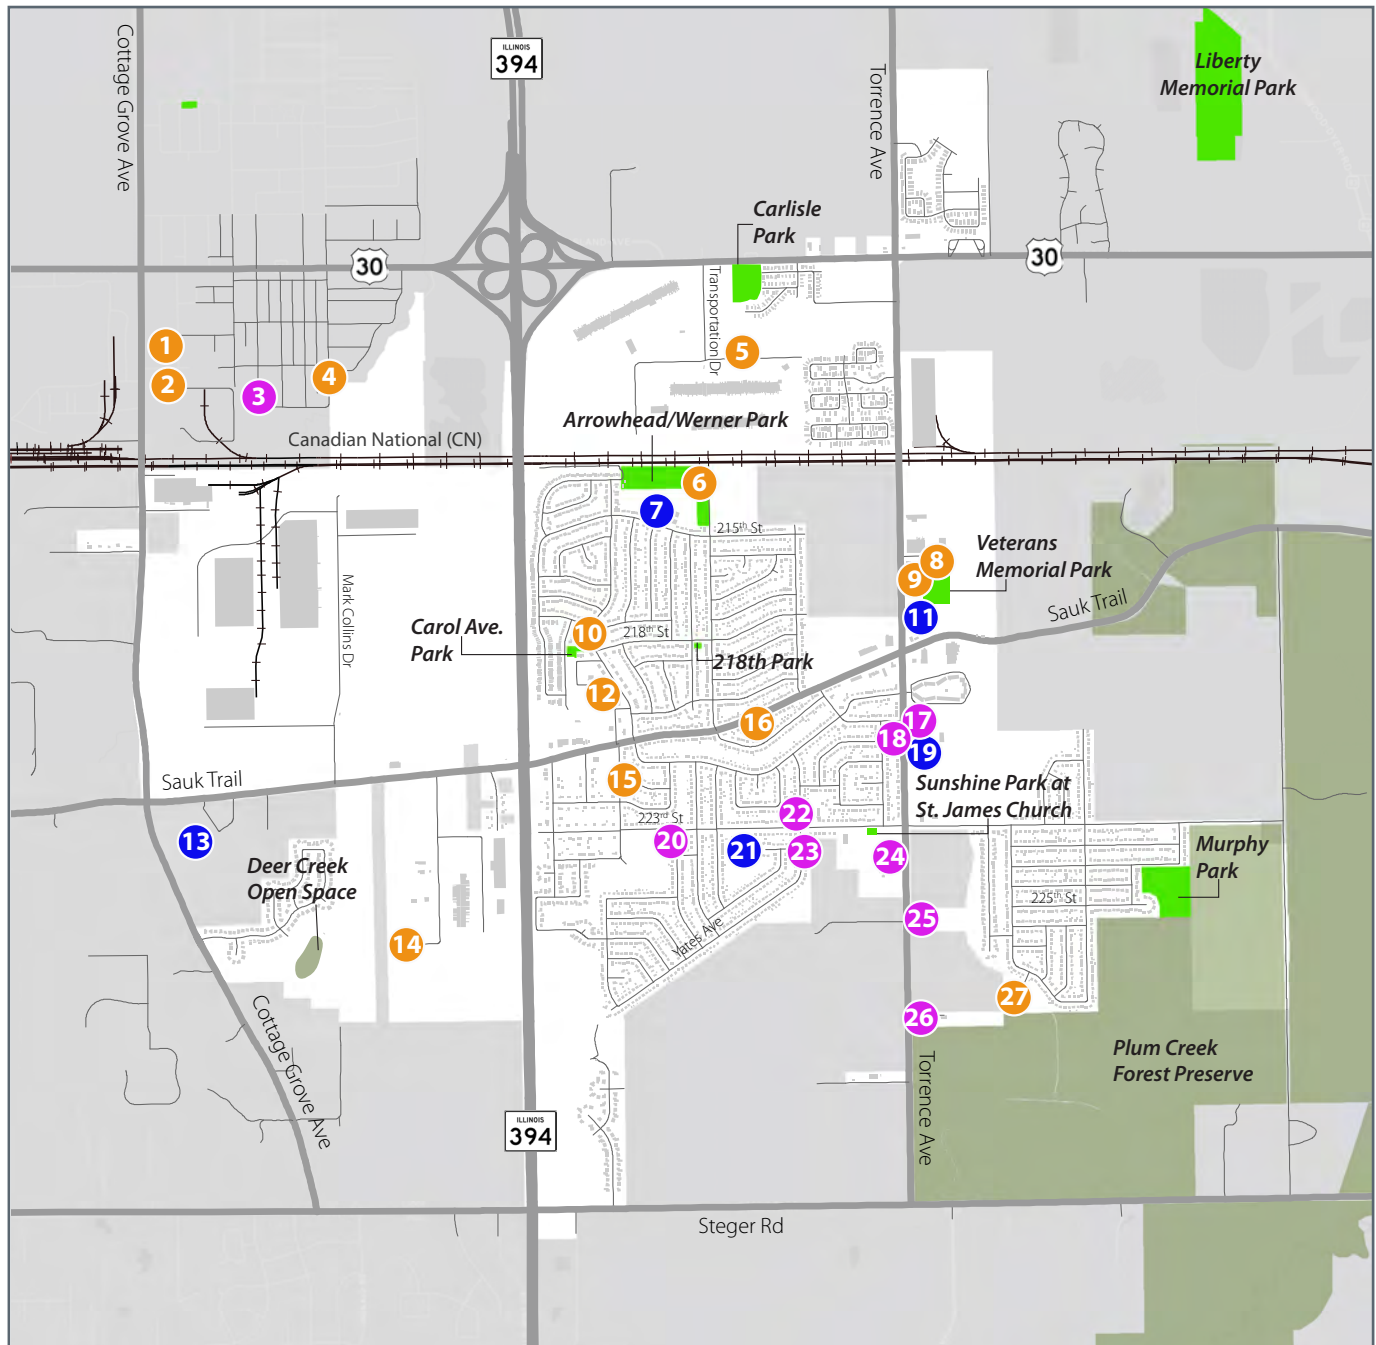 Cottage Grove Ave
ILLINOIS
394
Torrence Ave
Liberty
Memorial Park
Carlisle
Park
30
30
Transportation Dr
1
2
3
4
5
Arrowhead/Werner Park
Canadian National (CN)
6
7
215th St
8
9
Veterans
Memorial Park
Mark Collins Dr
Sauk Trail
11
Carol Ave.
Park
10
218th St
218th Park
12
16
17
18
19
Sauk Trail
15
Sunshine Park at
St. James Church
223rd St
22
13
20
21
23
24
Murphy
Park
Deer Creek
Open Space
225th St
25
14
Yates Ave
27
26
Cottage Grove Ave
Plum Creek
Forest Preserve
Torrence Ave
ILLINOIS
394
Steger Rd